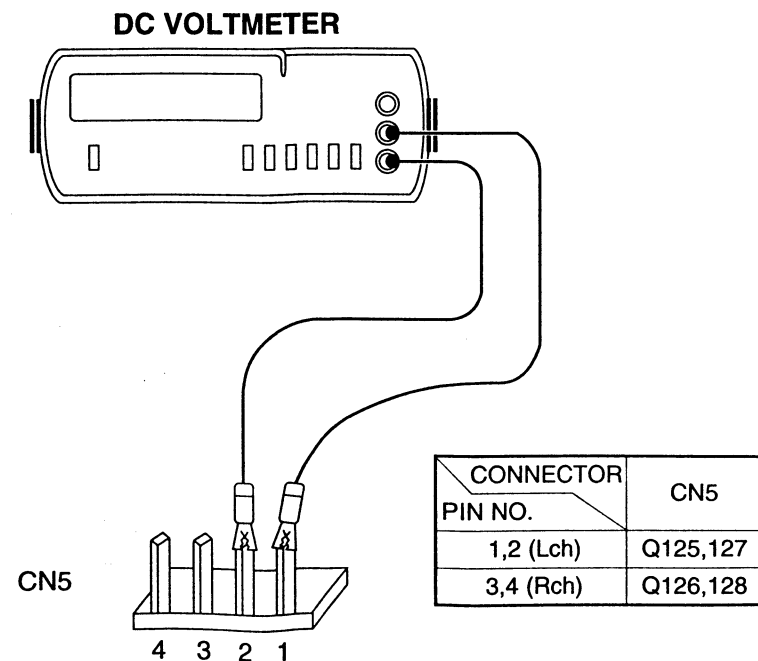 DC VOLTMETER
CONNECTOR
CN5
PIN NO.
1,2 (Lch)
Q125,127
3,4 (Rch)
Q126,128
CN5
4 3 2 1